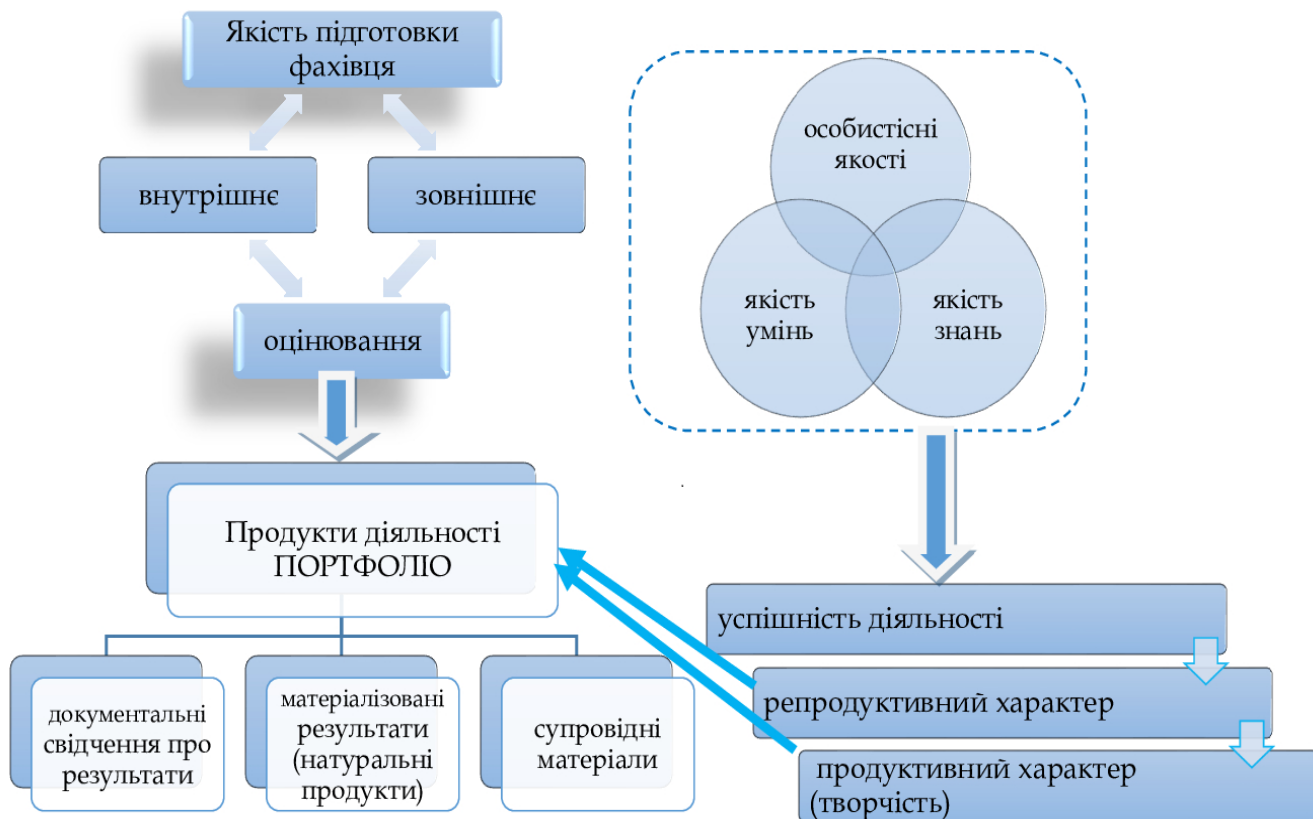 Якість підготовки
фахівця
внутрішнє
зовнішнє
оцінювання
особистісні
якості
якість
умінь
якість
знань
Продукти діяльності
ПОРТФОЛІО
документальні
свідчення про
результати
матеріалізовані
результати
(натуральні
продукти)
супровідні
матеріали
успішність діяльності
репродуктивний характер
продуктивний характер
(творчість)